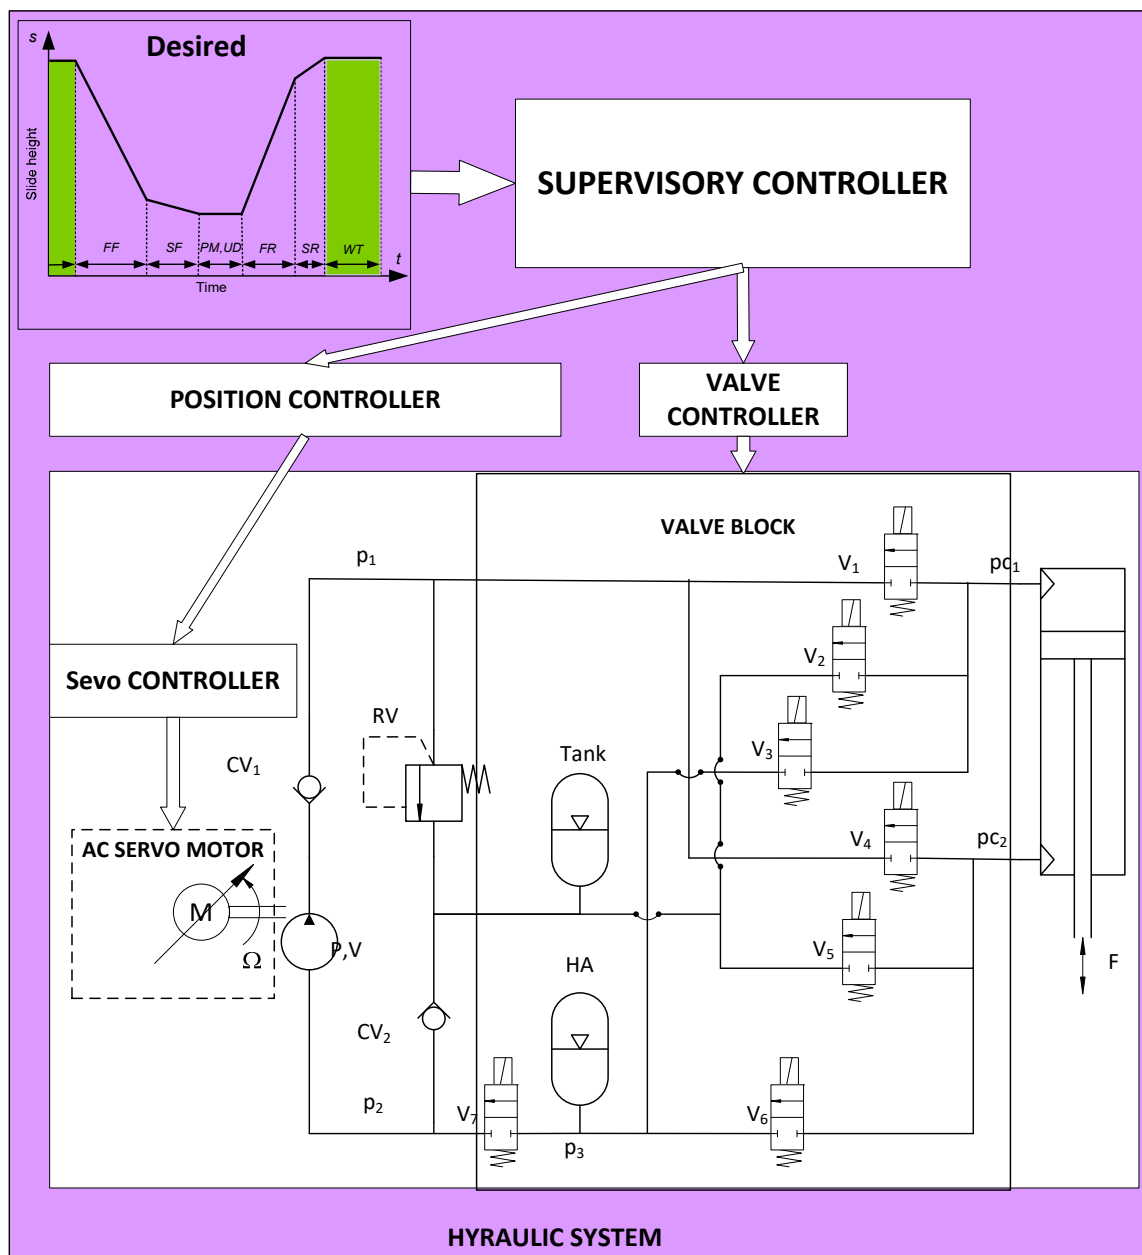 s
Desired
Slide height
FF
SF
PM,UD
FR
SR
WT
t
Time
SUPERVISORY CONTROLLER
POSITION CONTROLLER
VALVE
CONTROLLER
VALVE BLOCK
p₁
V₁
pc₁
V₂
Sevo CONTROLLER
RV
V₃
Tank
CV₁
V₄
pc₂
AC SERVO MOTOR
M
P,V
Ω
HA
V₅
F
CV₂
p₂
V₇
V₆
p₃
HYRAULIC SYSTEM